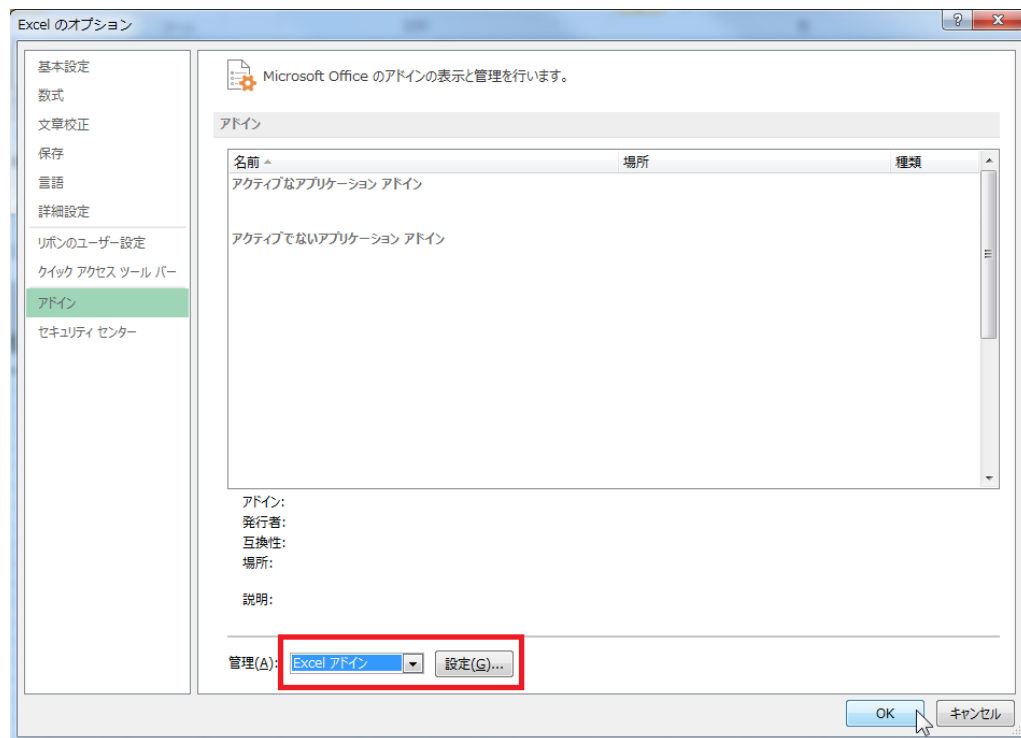 Excel のオプション
基本設定
数式
文章校正
保存
言語
詳細設定
リボンのユーザー設定
クイック アクセス ツール バー
アドイン
セキュリティ センター
Microsoft Office のアドインの表示と管理を行います。
アドイン
名前 場所 種類
アクティブなアプリケーション アドイン
アクティブでないアプリケーション アドイン
アドイン:
発行者:
互換性:
場所:
説明:
管理(A): Excel アドイン 設定(G)...
OK キャンセル